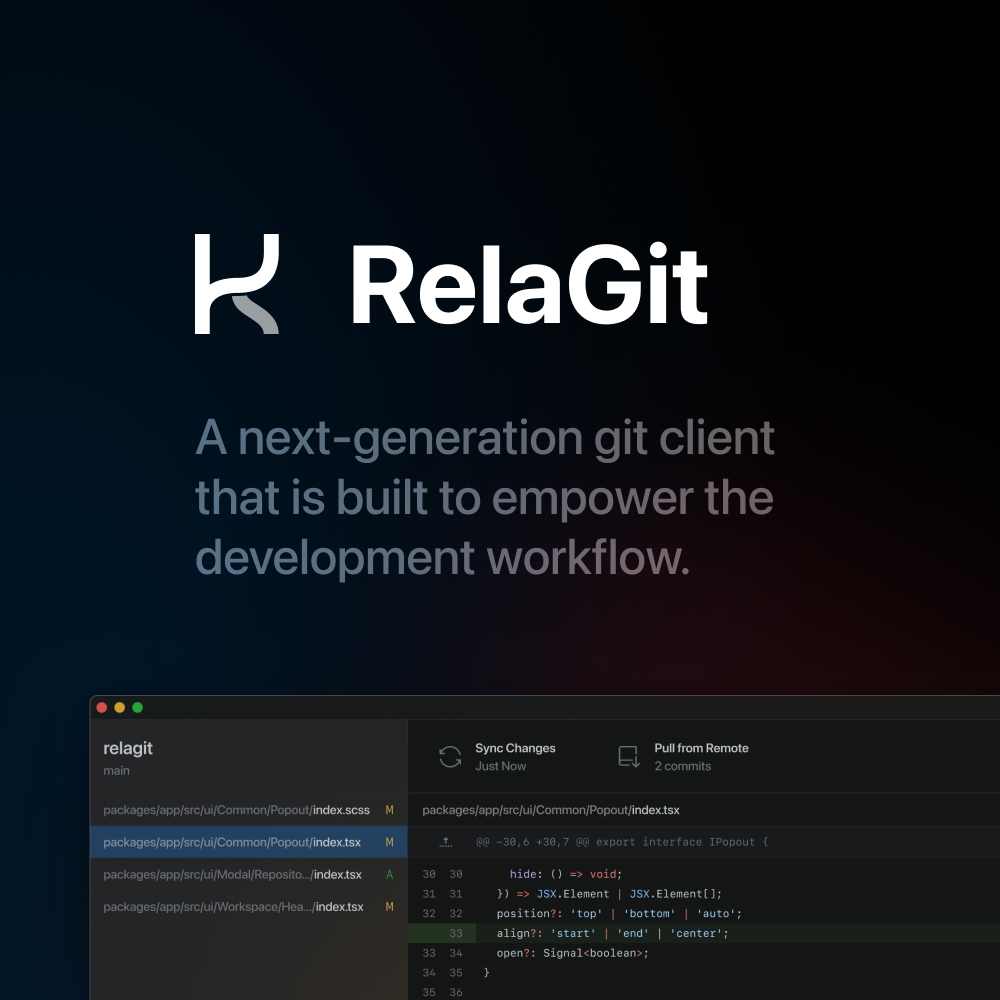 RelaGit
A next-generation git client
that is built to empower the
development workflow.
relagit
main
Sync Changes
Just Now
Pull from Remote
2 commits
packages/app/src/ui/Common/Popout/index.scss M
packages/app/src/ui/Common/Popout/index.tsx M
packages/app/src/ui/Modal/Reposito.../index.tsx A
packages/app/src/ui/Workspace/Hea.../index.tsx M
packages/app/src/ui/Common/Popout/index.tsx
@@ -30,6 +30,7 @@ export interface IPopout {
30 30 hide: () => void;
31 31 }) => JSX.Element | JSX.Element[];
32 32 position?: 'top' | 'bottom' | 'auto';
33 align?: 'start' | 'end' | 'center';
33 34 open?: Signal<boolean>;
34 35 }
35 36